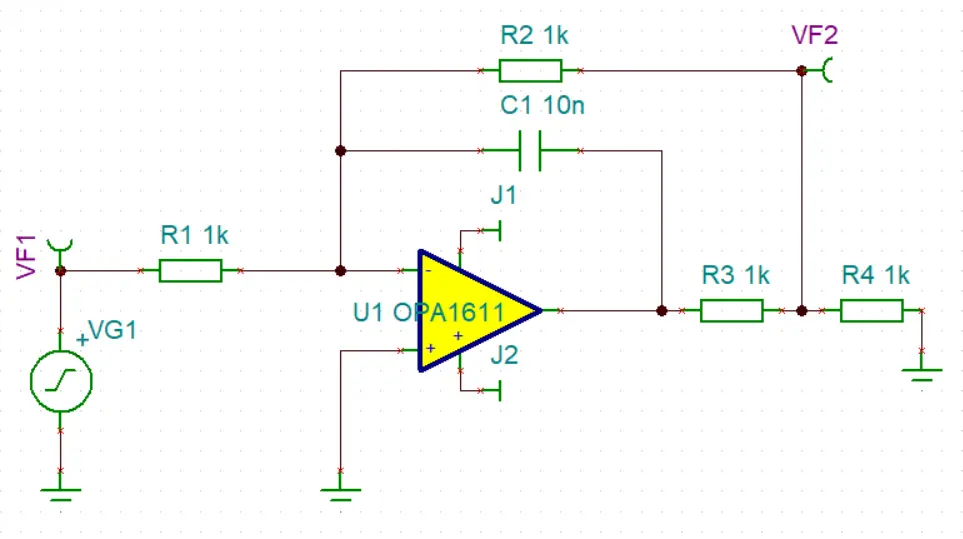 R2 1k
VF2
C1 10n
J1
VF1
R1 1k
-
R3 1k
R4 1k
U1 OPA1611
+VG1
+
+
J2